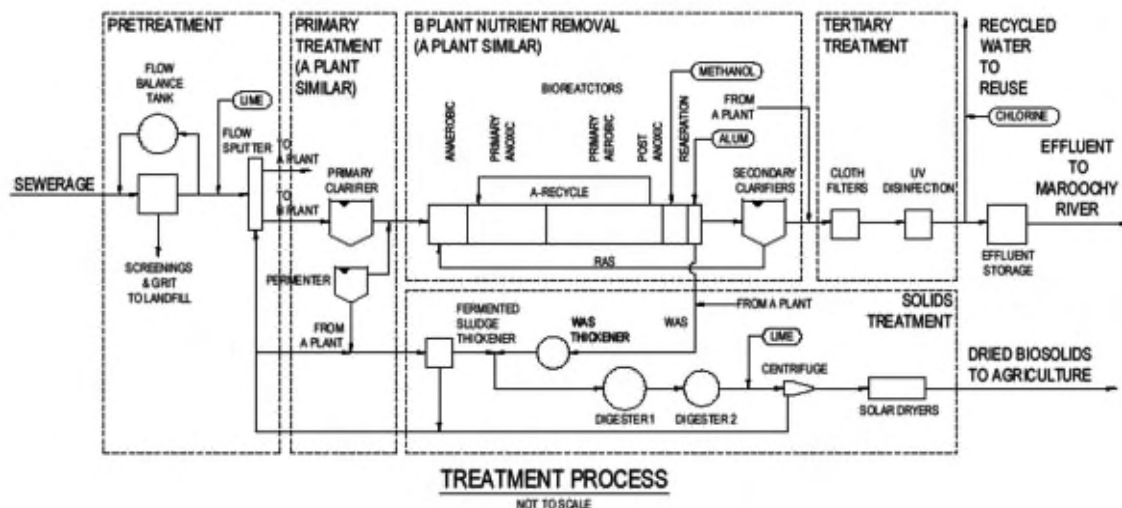 PRETREATMENT
FLOW
BALANCE
TANK
LIME
FLOW
SPLITTER
TO
A PLANT
TO
B PLANT
SEWERAGE
SCREENINGS
& GRIT
TO LANDFILL
PRIMARY
TREATMENT
(A PLANT
SIMILAR)
PRIMARY
CLARIFIER
PERMENTER
FROM
A PLANT
B PLANT NUTRIENT REMOVAL
(A PLANT SIMILAR)
BIOREATCTORS
METHANOL
ALUM
ANAEROBIC
PRIMARY
ANOXIC
PRIMARY
AEROBIC
POST
ANOXIC
REAERATION
A-RECYCLE
RAS
FROM
A PLANT
SECONDARY
CLARIFIERS
TERTIARY
TREATMENT
CLOTH
FILTERS
UV
DISINFECTION
RECYCLED
WATER
TO
REUSE
CHLORINE
EFFLUENT
TO
MAROOCHY
RIVER
EFFLUENT
STORAGE
FROM A PLANT
SOLIDS
TREATMENT
FERMENTED
SLUDGE
THICKENER
WAS
THICKENER
WAS
LIME
CENTRIFUGE
DIGESTER 1
DIGESTER 2
SOLAR DRYERS
DRIED BIOSOLIDS
TO AGRICULTURE
TREATMENT PROCESS
NOT TO SCALE